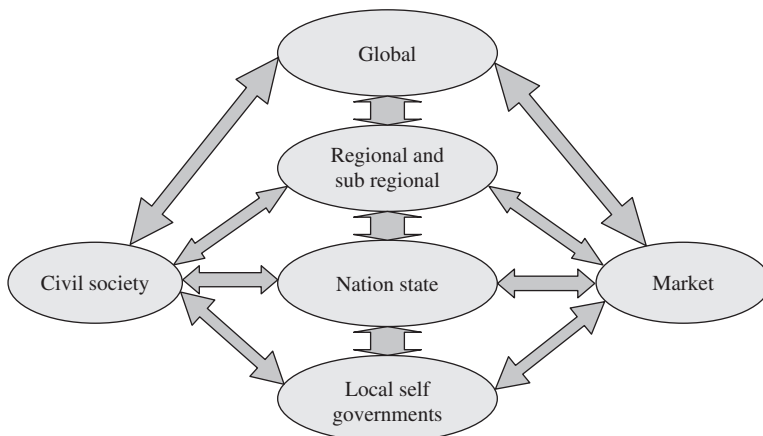 Global
Regional and
sub regional
Civil society
Nation state
Market
Local self
governments